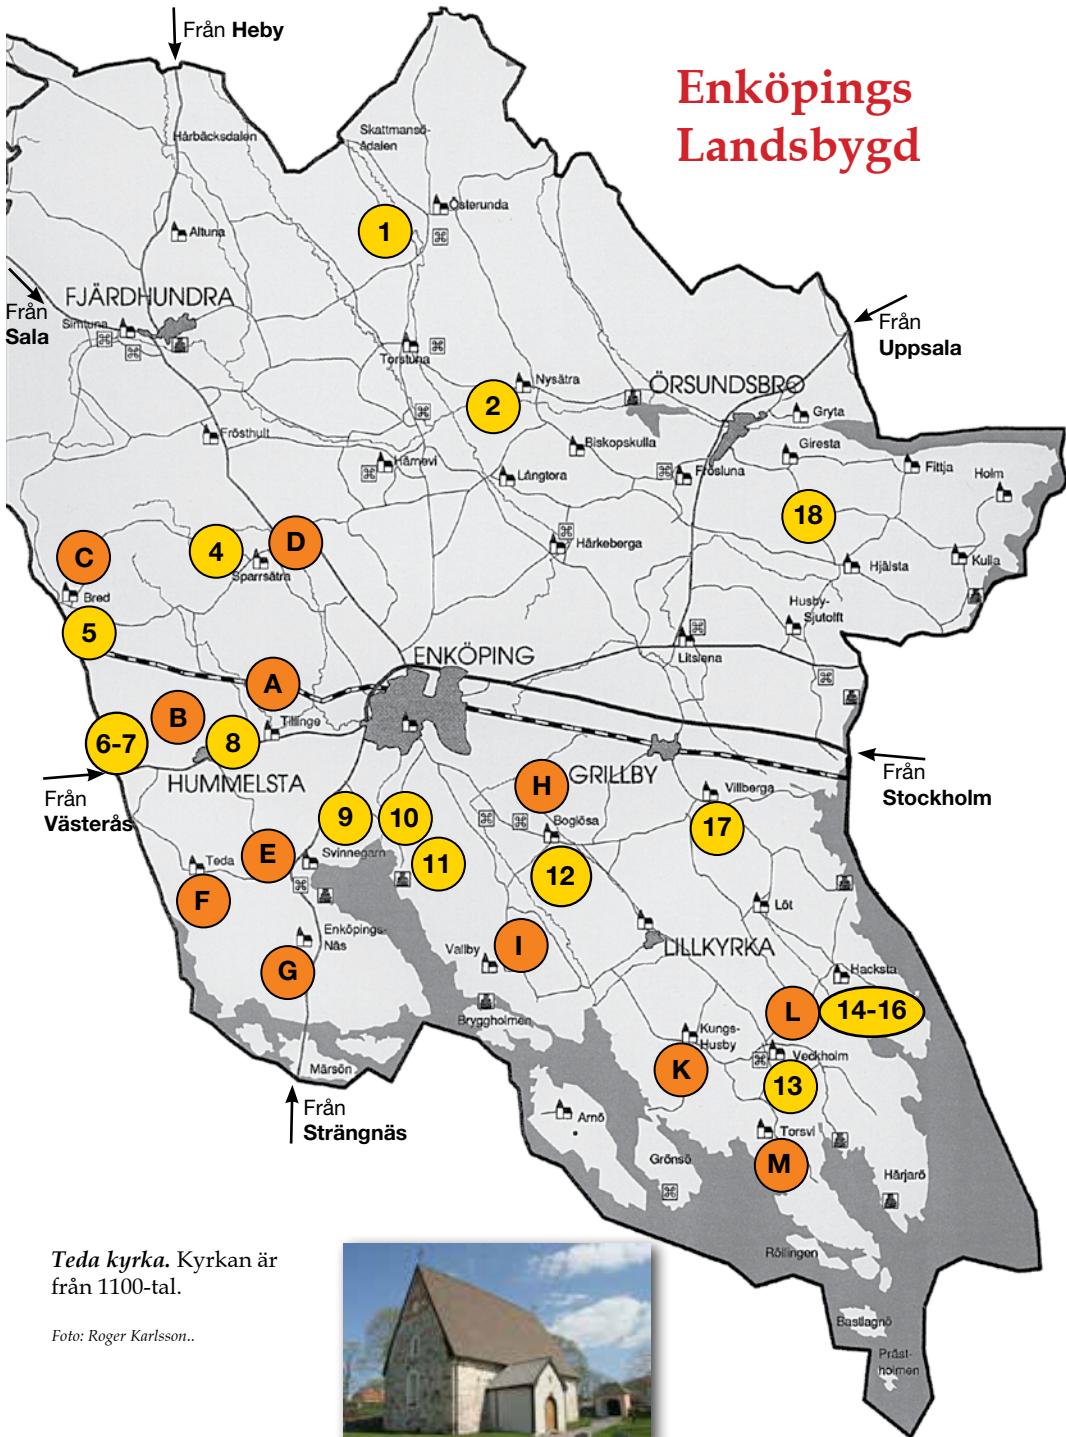 Från Heby
Enköpings
Landsbygd
Hårbäcksdalen
Skattmansö-
ådalen
Österunda
1
Altuna
FJÄRDHUNDRA
Från
Sala
Simtuna
Från
Uppsala
Torstuna
Nysätra
ÖRSUNDSBRO
2
Gryta
Frösthult
Biskopskulla
Giresta
Härnevi
Långtora
Frösluna
Fittja
Holm
18
C
4
D
Härkeberga
Sparrsätra
Hjälsta
Kulla
Bred
Husby-
Sjutolft
5
Litslena
ENKÖPING
A
B
Tillinge
6-7
8
HUMMELSTA
Från
Västerås
H
GRILLBY
Från
Stockholm
Villberga
9
10
17
Boglösa
E
Svinnegarn
11
12
Teda
F
Löt
Enköpings-
Näs
Vallby
I
LILLKYRKA
G
Hacksta
L
14-16
Bryggholmen
Kungs-
Husby
Veckholm
K
13
Märsön
Från
Strängnäs
Arnö
Torsvi
Grönsö
M
Härjarö
Teda kyrka. Kyrkan är
från 1100-tal.
Röllingen
Foto: Roger Karlsson..
Bastlagnö
Präst-
holmen